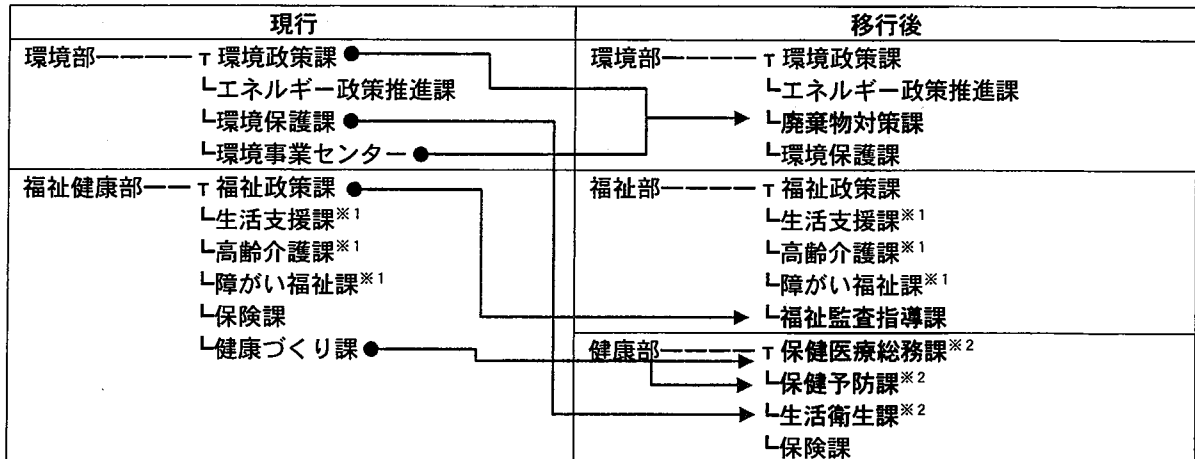 現行 移行後
環境部――――┬ 環境政策課
└エネルギー政策推進課
└環境保護課
└環境事業センター
環境部――――┬ 環境政策課
└エネルギー政策推進課
└廃棄物対策課
└環境保護課
福祉健康部――┬ 福祉政策課
└生活支援課※1
└高齢介護課※1
└障がい福祉課※1
└保険課
└健康づくり課
福祉部――――┬ 福祉政策課
└生活支援課※1
└高齢介護課※1
└障がい福祉課※1
└福祉監査指導課
健康部――――┬ 保健医療総務課※2
└保健予防課※2
└生活衛生課※2
└保険課